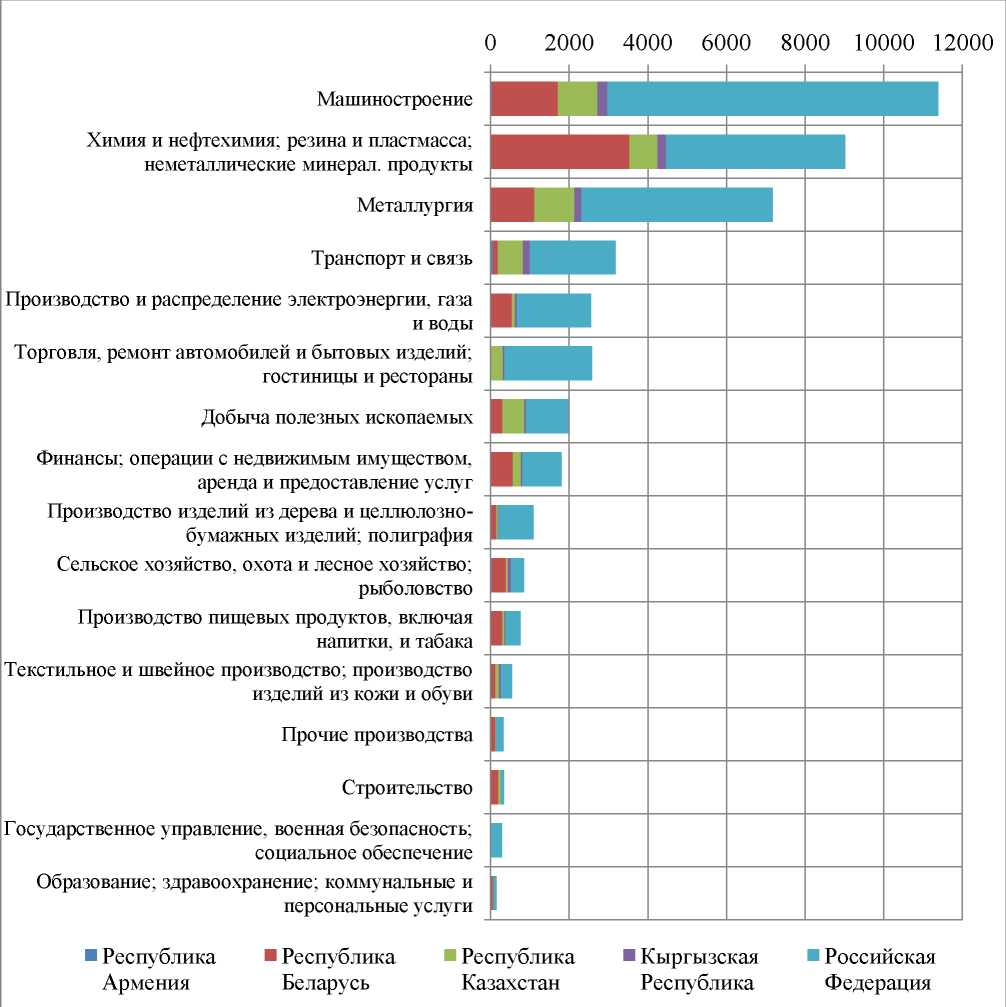 0 2000 4000 6000 8000 10000 12000
Машиностроение
Химия и нефтехимия; резина и пластмасса;
неметаллические минерал. продукты
Металлургия
Транспорт и связь
Производство и распределение электроэнергии, газа
и воды
Торговля, ремонт автомобилей и бытовых изделий;
гостиницы и рестораны
Добыча полезных ископаемых
Финансы; операции с недвижимым имуществом,
аренда и предоставление услуг
Производство изделий из дерева и целлюлозно-
бумажных изделий; полиграфия
Сельское хозяйство, охота и лесное хозяйство;
рыболовство
Производство пищевых продуктов, включая
напитки, и табака
Текстильное и швейное производство; производство
изделий из кожи и обуви
Прочие производства
Строительство
Государственное управление, военная безопасность;
социальное обеспечение
Образование; здравоохранение; коммунальные и
персональные услуги
Республика
Армения
Республика
Беларусь
Республика
Казахстан
Кыргызская
Республика
Российская
Федерация